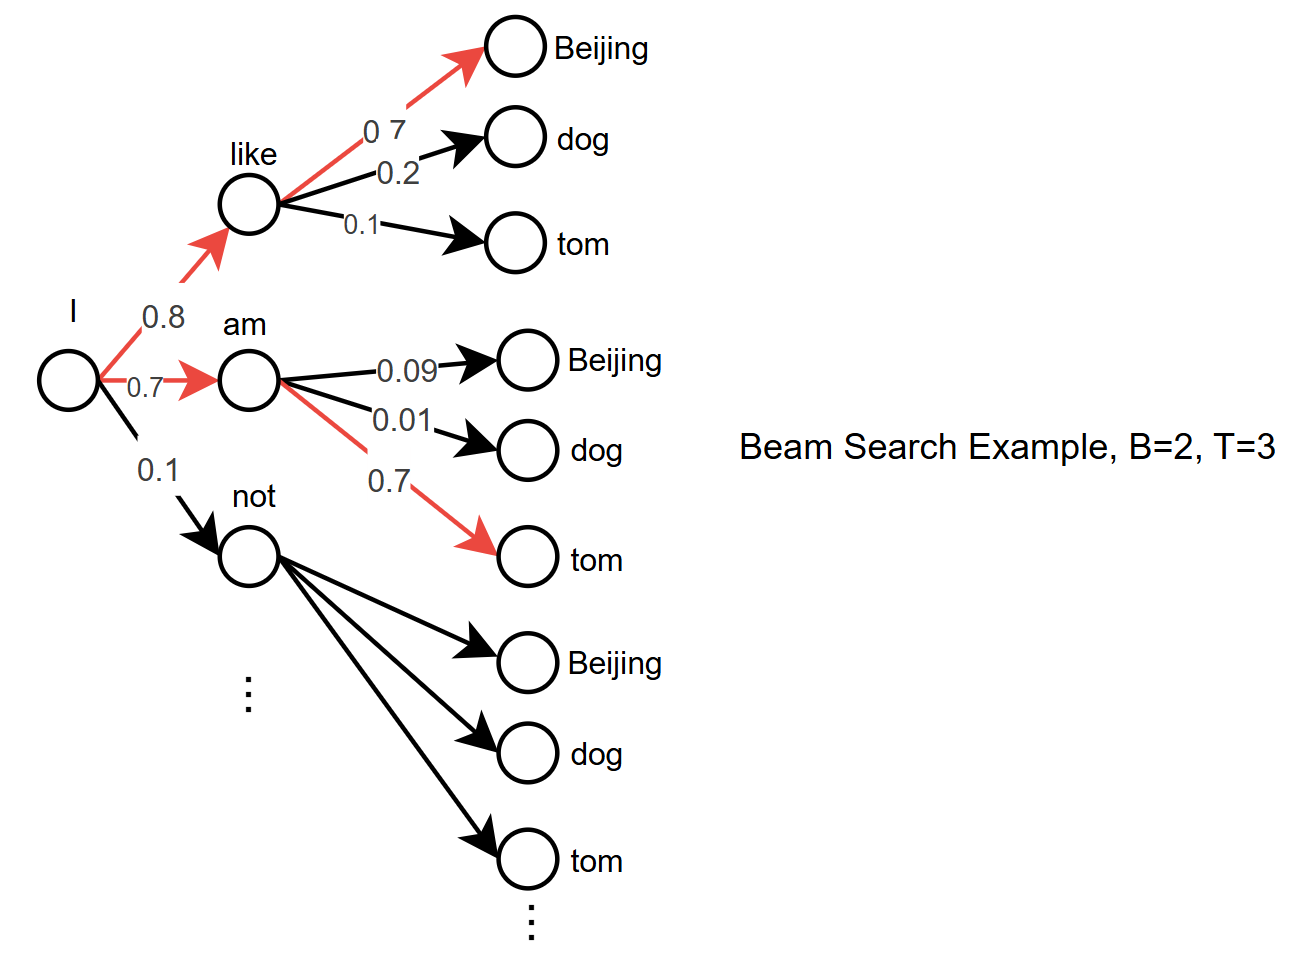 Beijing
0 7
dog
like
0.2
0.1
tom
I
0.8
am
Beijing
0.09
0.7
0.01
dog
Beam Search Example, B=2, T=3
0.1
0.7
not
tom
Beijing
dog
tom